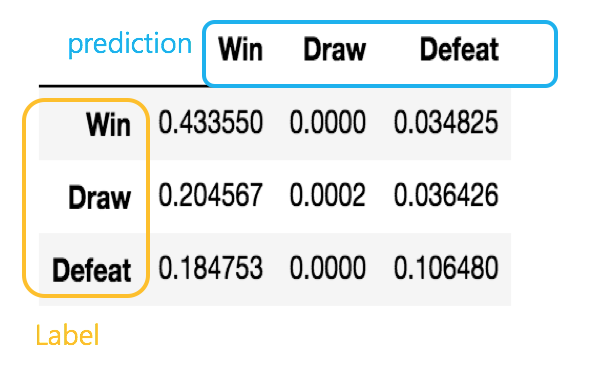 prediction Win Draw Defeat
Win 0.433550 0.0000 0.034825
Draw 0.204567 0.0002 0.036426
Defeat 0.184753 0.0000 0.106480
Label